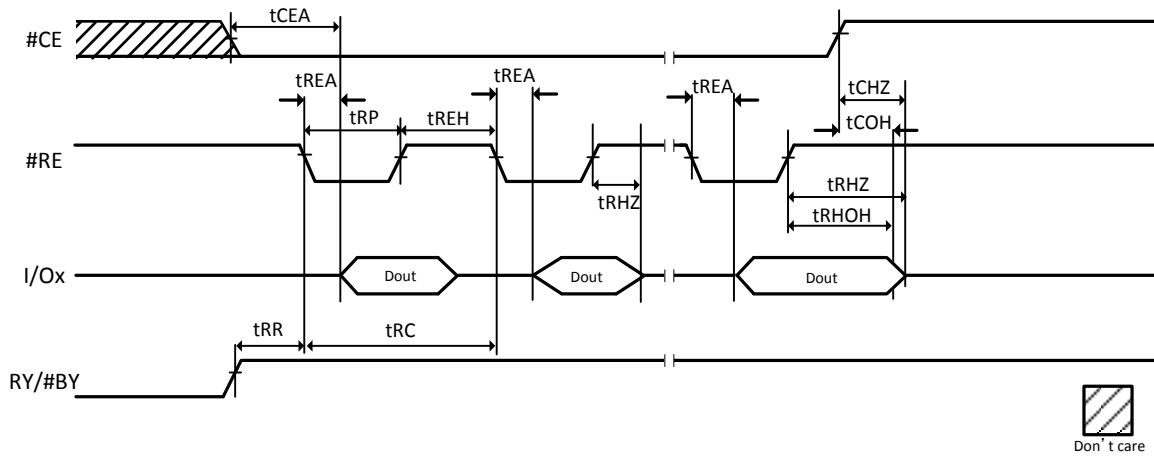 tCEA
#CE
tREA
tREA
tREA
tCHZ
tCOH
tRP
tREH
#RE
tRHZ
tRHZ
tRHOH
I/Ox
Dout
Dout
Dout
tRR
tRC
RY/#BY
Don’t care